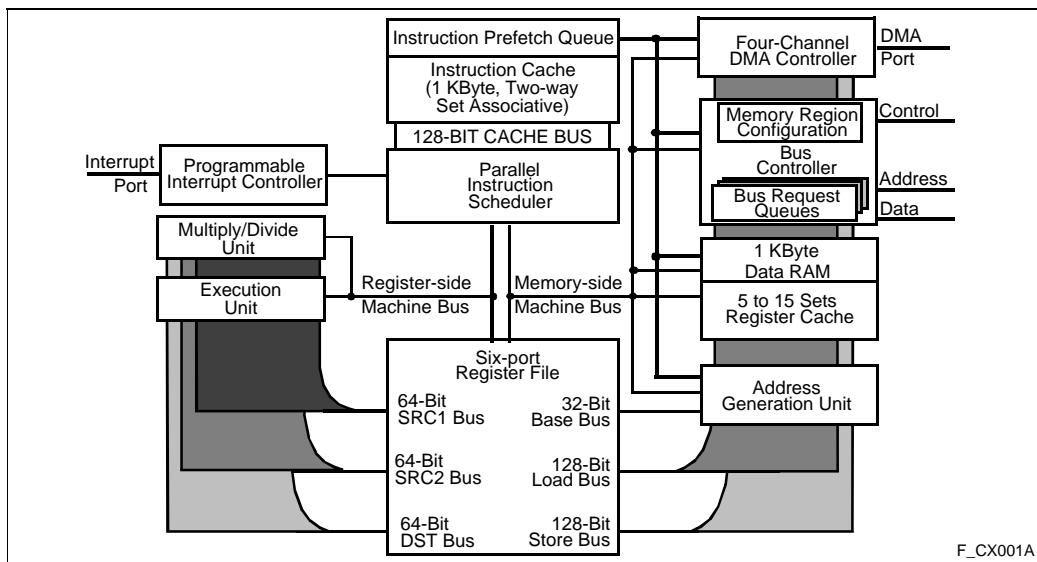 Instruction Prefetch Queue
Instruction Cache
(1 KByte, Two-way
Set Associative)
128-BIT CACHE BUS
Parallel
Instruction
Scheduler
Interrupt
Port
Programmable
Interrupt Controller
Multiply/Divide
Unit
Execution
Unit
Register-side
Machine Bus
Memory-side
Machine Bus
Four-Channel
DMA Controller
DMA
Port
Memory Region
Configuration
Bus
Controller
Bus Request
Queues
Control
Address
Data
1 KByte
Data RAM
5 to 15 Sets
Register Cache
Address
Generation Unit
Six-port
Register File
64-Bit
SRC1 Bus
32-Bit
Base Bus
64-Bit
SRC2 Bus
128-Bit
Load Bus
64-Bit
DST Bus
128-Bit
Store Bus
F_CX001A